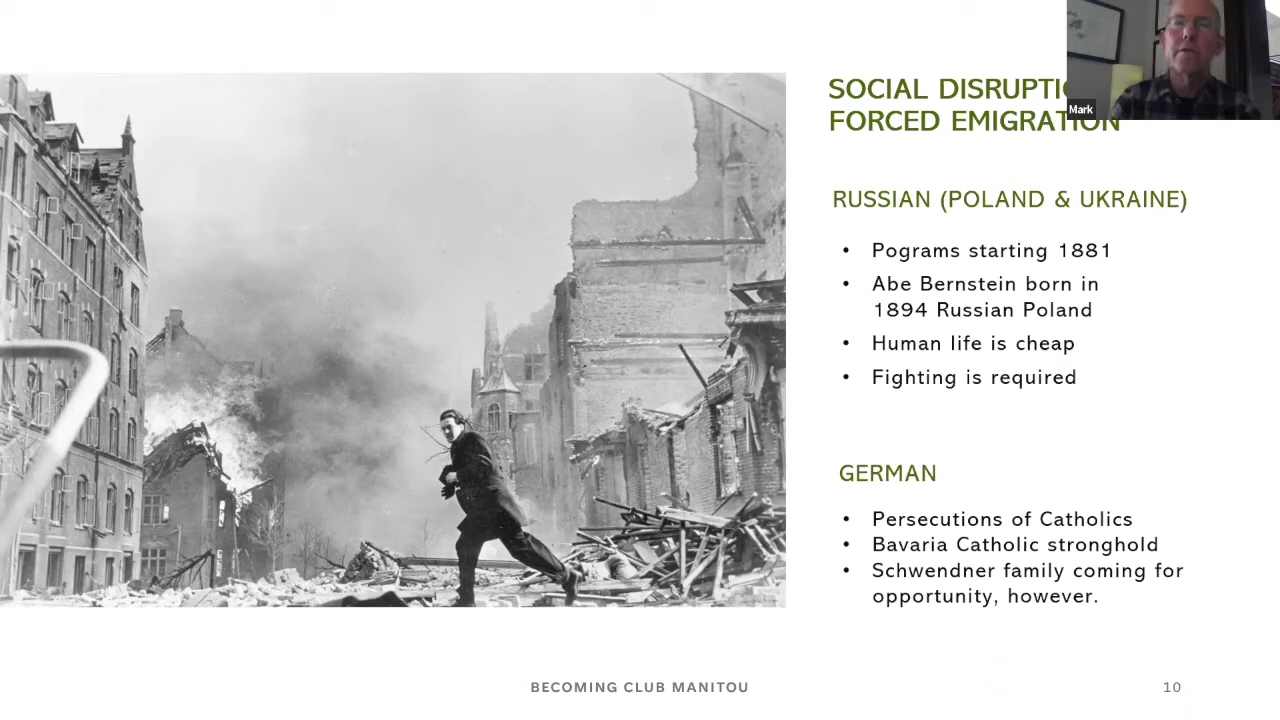 SOCIAL
FORCED EMIGRATION
Mark
RUSSIAN (POLAND & UKRAINE)
• Pograms starting 1881
• Abe Bernstein born in
1894 Russian Poland
• Human life is cheap
• Fighting is required
GERMAN
• Persecutions of Catholics
• Bavaria Catholic stronghold
• Schwendner family coming for
opportunity, however.
BECOMING CLUB MANITOU
10